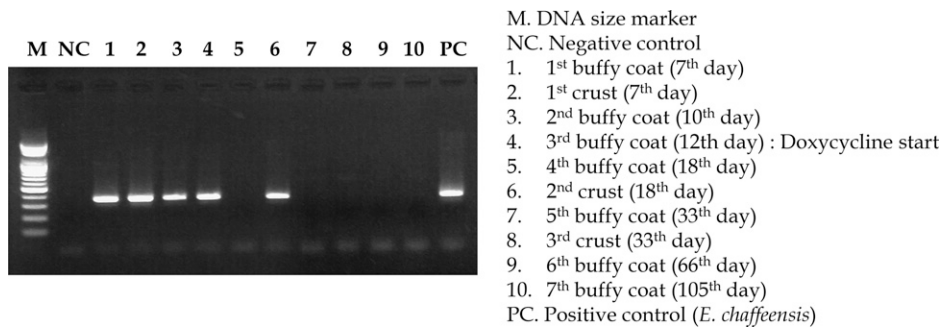 M NC 1 2 3 4 5 6 7 8 9 10 PC
M. DNA size marker
NC. Negative control
1. 1st buffy coat (7th day)
2. 1st crust (7th day)
3. 2nd buffy coat (10th day)
4. 3rd buffy coat (12th day) : Doxycycline start
5. 4th buffy coat (18th day)
6. 2nd crust (18th day)
7. 5th buffy coat (33th day)
8. 3rd crust (33th day)
9. 6th buffy coat (66th day)
10. 7th buffy coat (105th day)
PC. Positive control (E. chaffeensis)